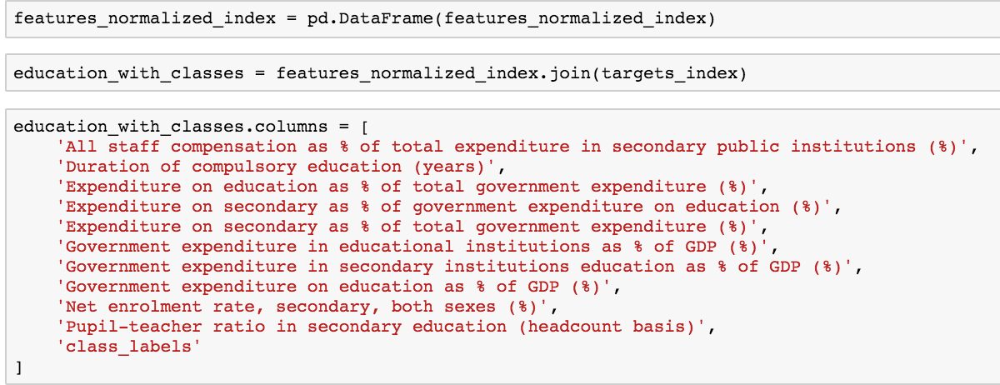 features_normalized_index = pd.DataFrame(features_normalized_index)
education_with_classes = features_normalized_index.join(targets_index)
education_with_classes.columns = [
    'All staff compensation as % of total expenditure in secondary public institutions (%)',
    'Duration of compulsory education (years)',
    'Expenditure on education as % of total government expenditure (%)',
    'Expenditure on secondary as % of government expenditure on education (%)',
    'Expenditure on secondary as % of total government expenditure (%)',
    'Government expenditure in educational institutions as % of GDP (%)',
    'Government expenditure in secondary institutions education as % of GDP (%)',
    'Government expenditure on education as % of GDP (%)',
    'Net enrolment rate, secondary, both sexes (%)',
    'Pupil-teacher ratio in secondary education (headcount basis)',
    'class_labels'
]